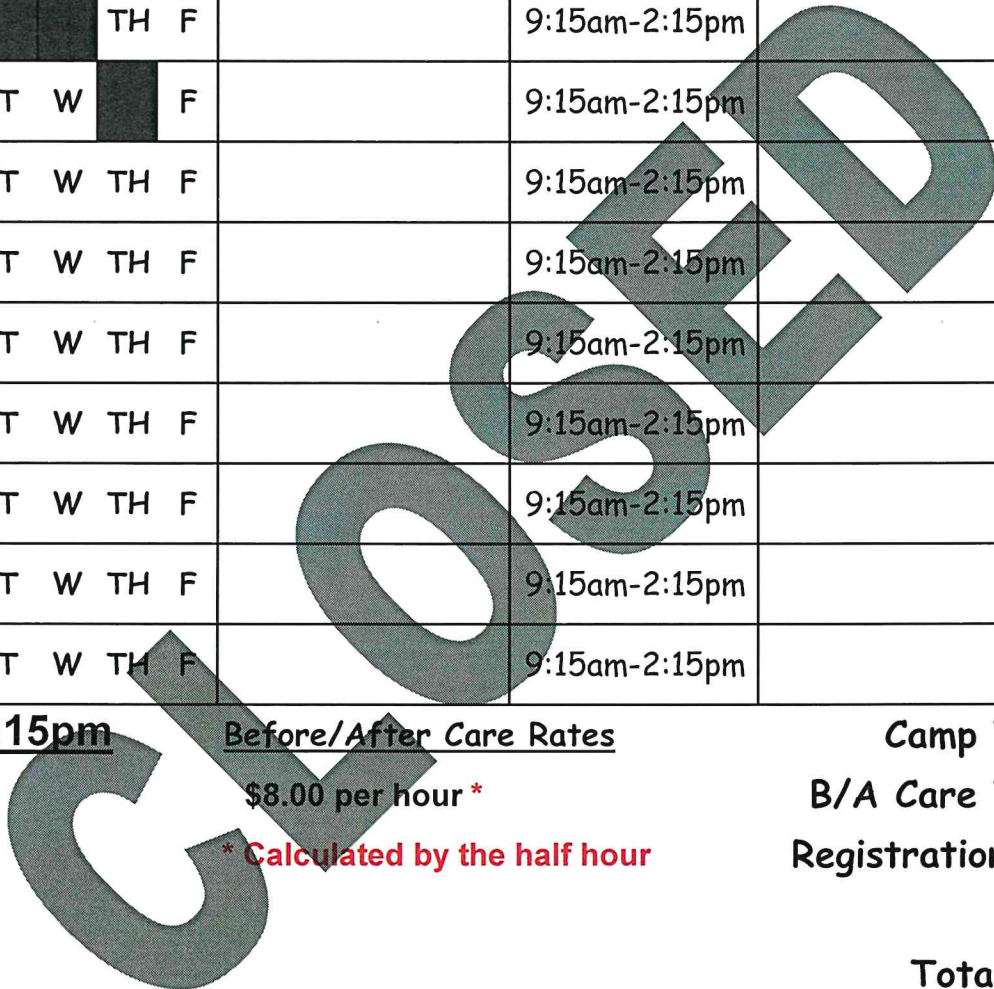 TH F 9:15am-2:15pm
T W F 9:15am-2:15pm
T W TH F 9:15am-2:15pm
T W TH F 9:15am-2:15pm
T W TH F 9:15am-2:15pm
T W TH F 9:15am-2:15pm
T W TH F 9:15am-2:15pm
T W TH F 9:15am-2:15pm
T W TH F 9:15am-2:15pm
15pm Before/After Care Rates Camp
$8.00 per hour * B/A Care
* Calculated by the half hour Registration
Tota
CLOSED